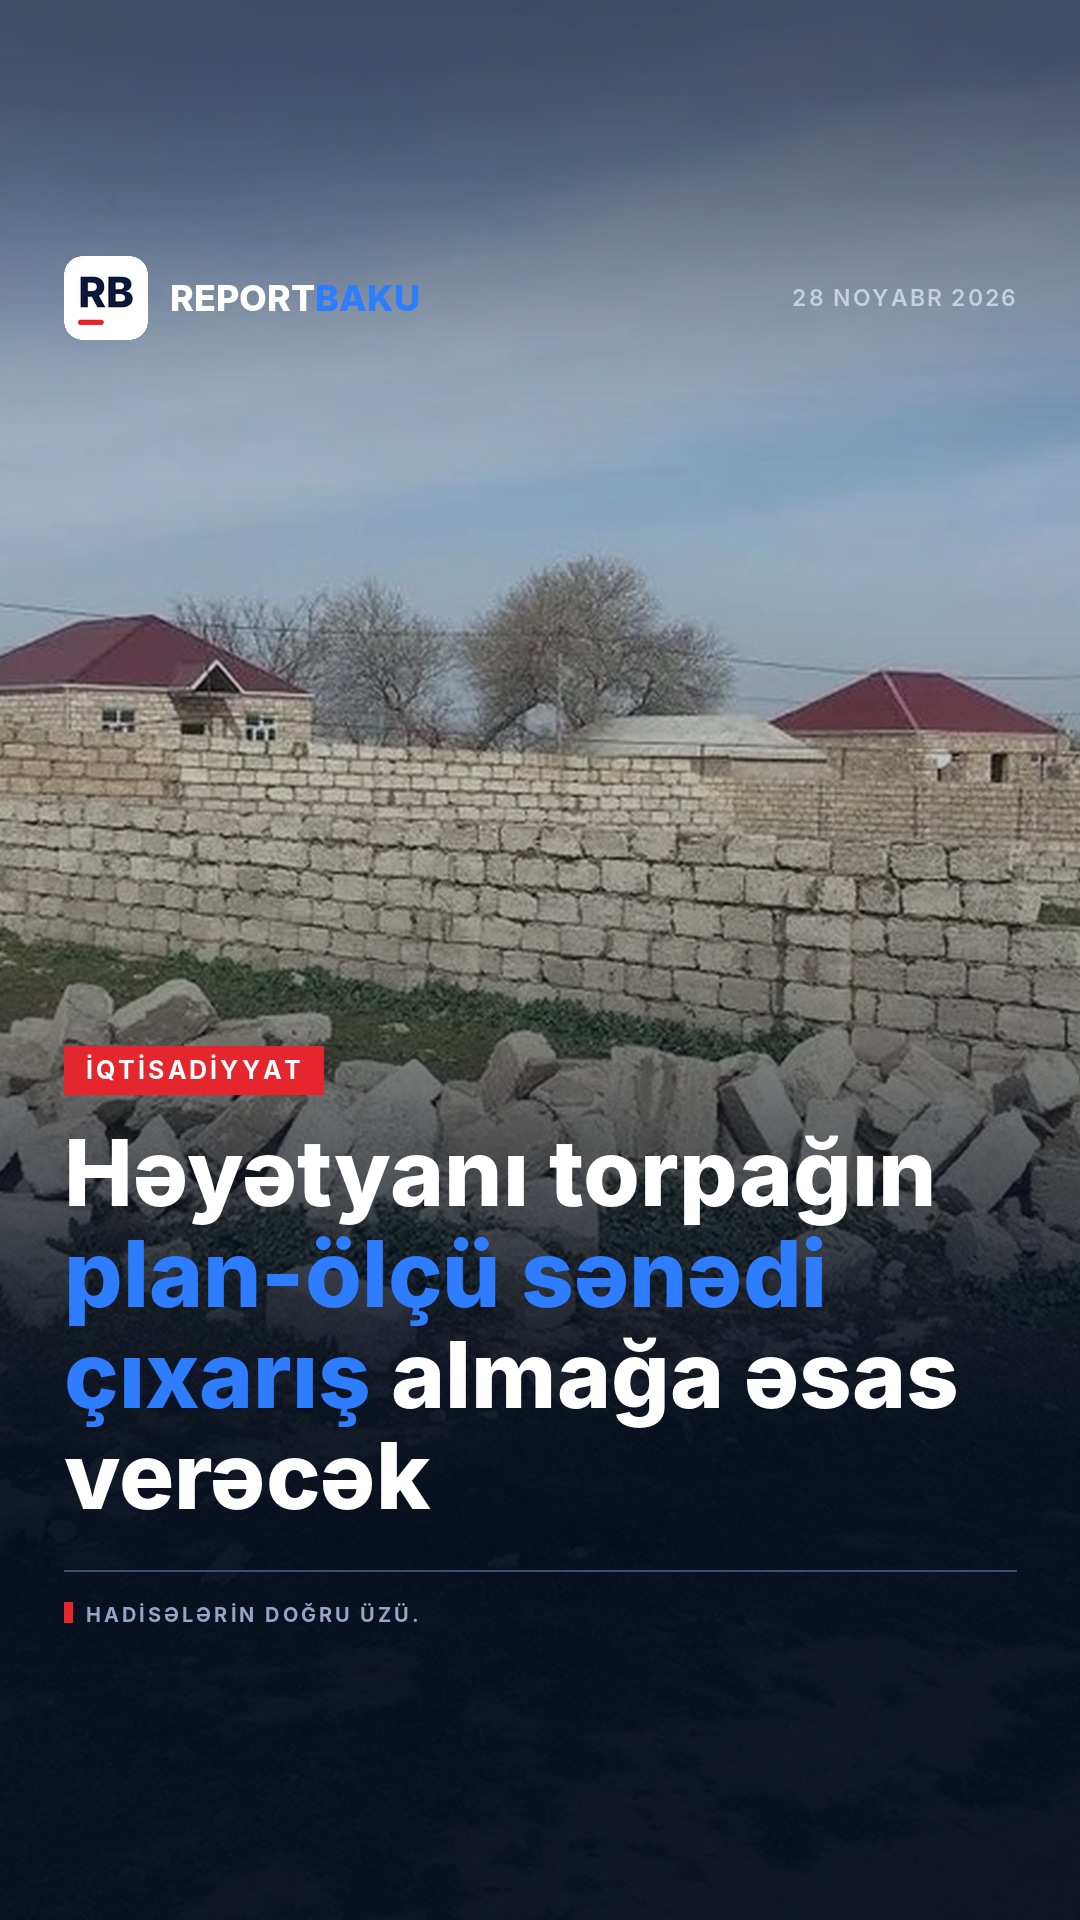 RB
REPORTBAKU
28 NOYABR 2026
İQTİSADİYYAT
Həyətyanı torpağın
plan-ölçü sənədi
çıxarış almağa əsas
verəcək
HADİSƏLƏRİN DOĞRU ÜZÜ.